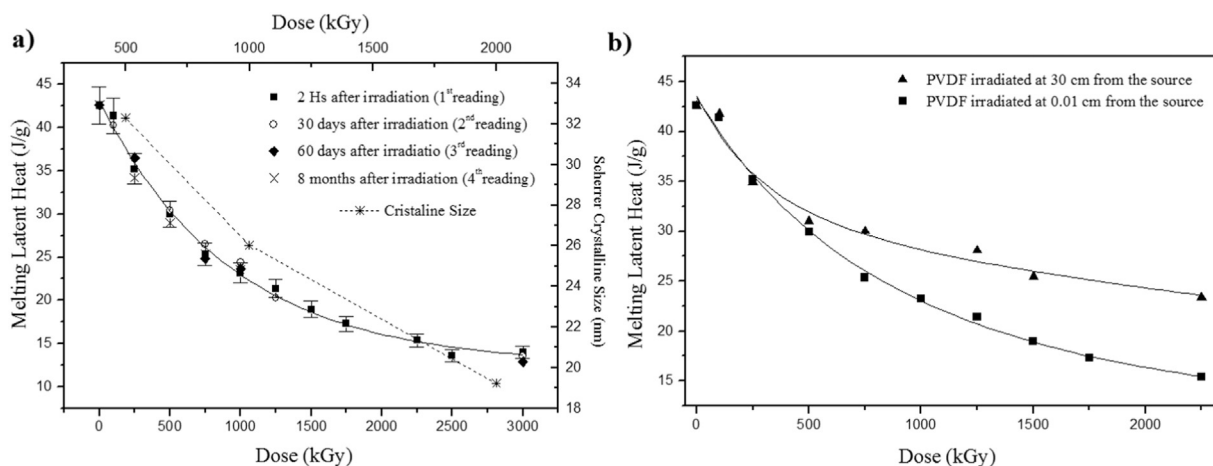 a)
Dose (kGy)
500 1000 1500 2000
45
40
35
30
25
20
15
10
Melting Latent Heat (J/g)
2 Hs after irradiation (1st reading)
30 days after irradiation (2nd reading)
60 days after irradiatio (3rd reading)
8 months after irradiation (4th reading)
Cristaline Size
34
32
30
28
26
24
22
20
18
Scherrer Crystalline Size (nm)
0 500 1000 1500 2000 2500 3000
Dose (kGy)
b)
PVDF irradiated at 30 cm from the source
PVDF irradiated at 0.01 cm from the source
45
40
35
30
25
20
15
Melting Latent Heat (J/g)
0 500 1000 1500 2000
Dose (kGy)